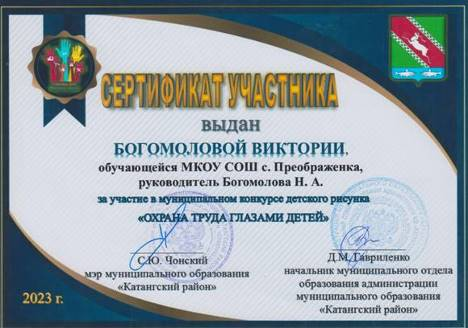 СЕРТИФИКАТ УЧАСТНИКА
выдан
БОГОМОЛОВОЙ ВИКТОРИИ,
обучающейся МКОУ СОШ с. Преображенка,
руководитель Богомолова Н. А.
за участие в муниципальном конкурсе детского рисунка
«ОХРАНА ТРУДА ГЛАЗАМИ ДЕТЕЙ»
С.Ю. Чонский
мэр муниципального образования
«Катангский район»
Д.М. Гавриленко
начальник муниципального отдела
образования администрации
муниципального образования
«Катангский район»
2023 г.